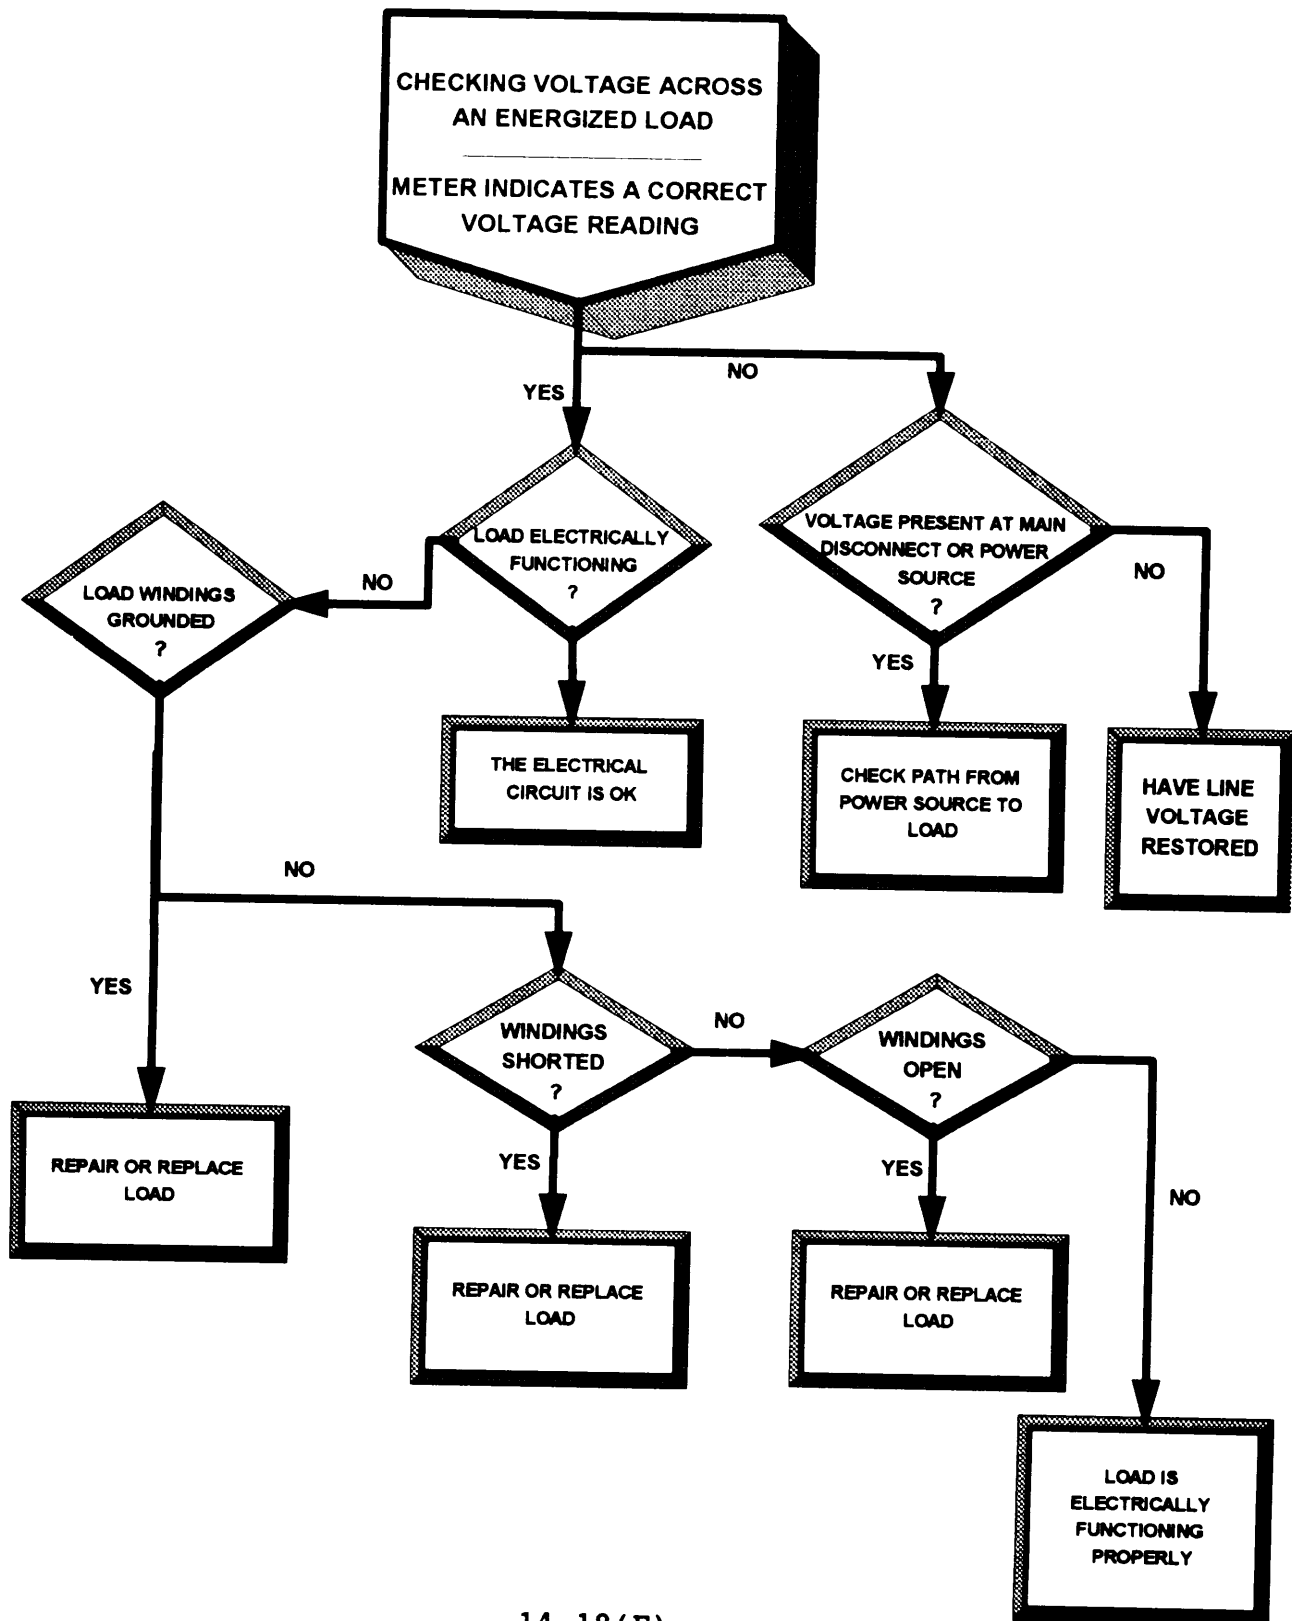 CHECKING VOLTAGE ACROSS
AN ENERGIZED LOAD
METER INDICATES A CORRECT
VOLTAGE READING
NO
YES
LOAD ELECTRICALLY
FUNCTIONING
?
VOLTAGE PRESENT AT MAIN
DISCONNECT OR POWER
SOURCE
?
NO
LOAD WINDINGS
GROUNDED
?
NO
YES
THE ELECTRICAL
CIRCUIT IS OK
CHECK PATH FROM
POWER SOURCE TO
LOAD
HAVE LINE
VOLTAGE
RESTORED
NO
YES
WINDINGS
SHORTED
?
NO
WINDINGS
OPEN
?
YES
YES
NO
REPAIR OR REPLACE
LOAD
REPAIR OR REPLACE
LOAD
REPAIR OR REPLACE
LOAD
LOAD IS
ELECTRICALLY
FUNCTIONING
PROPERLY